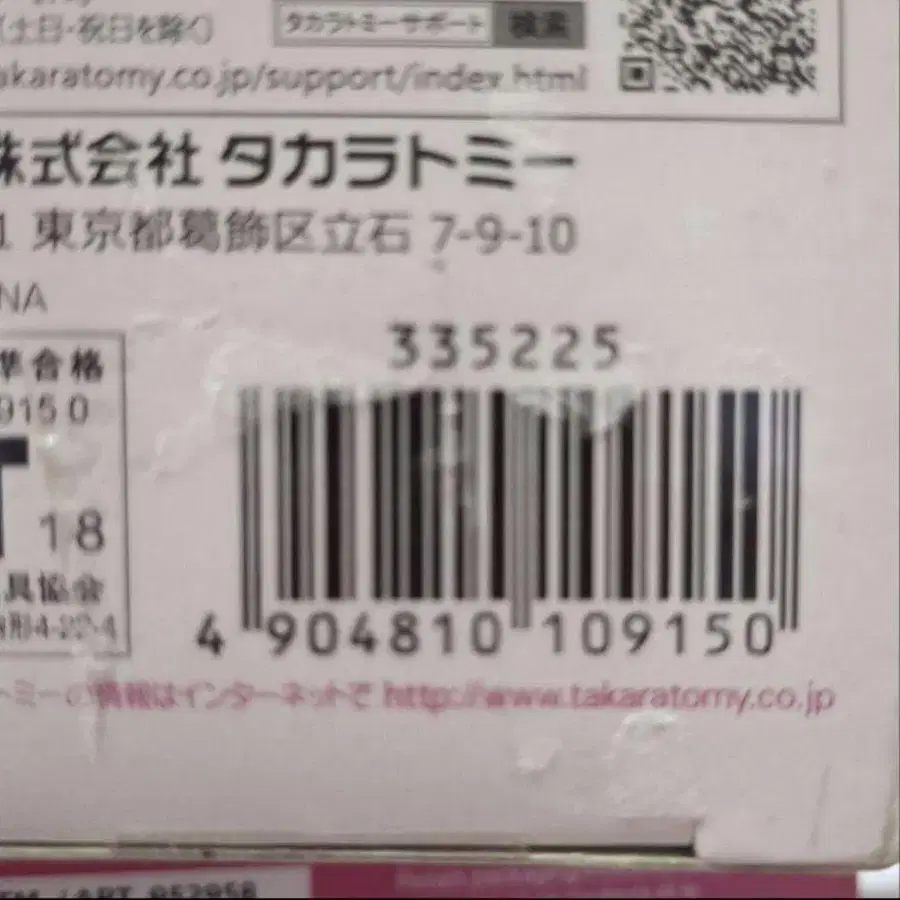 (土日・祝日を除く)
タカラトミーサポート 検索
akaratomy.co.jp/support/index.html
株式会社 タカラトミー
1 東京都葛飾区立石 7-9-10
NA
335225
準合格
9150
T
18
具協会
4 904810 109150
トミーの情報はインターネットで http://www.takaratomy.co.jp